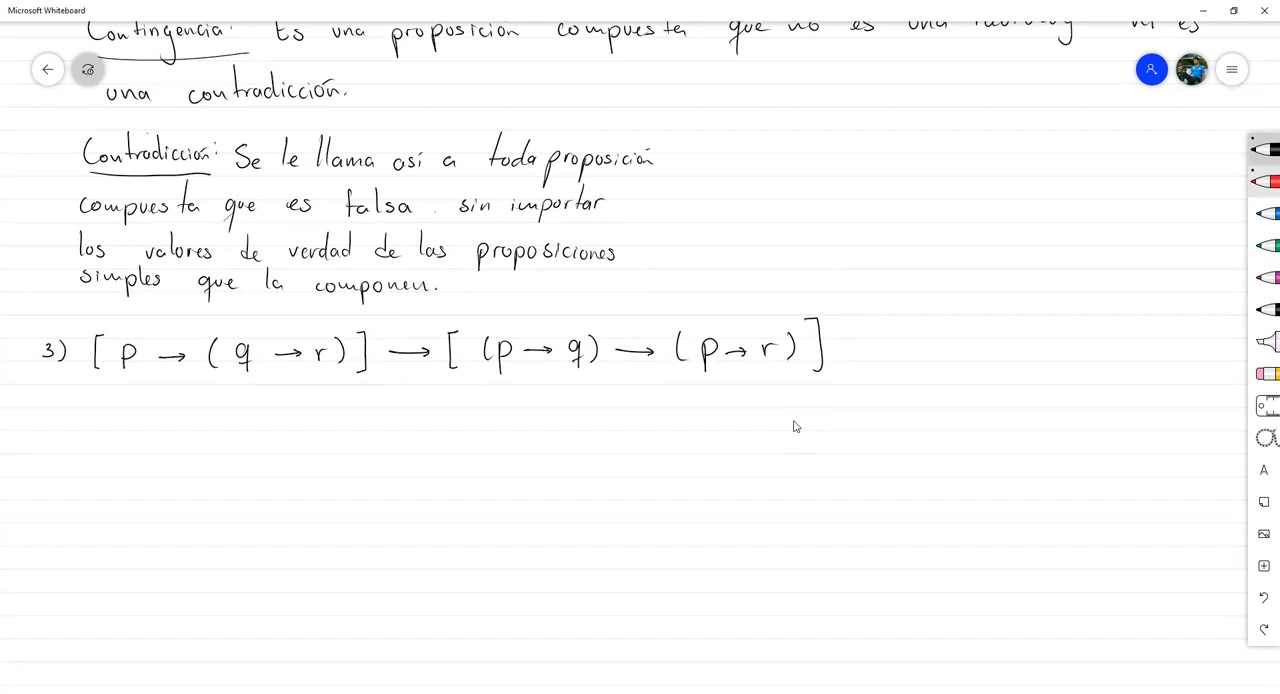 Microsoft Whiteboard
Contingencia: Es una proposición compuesta que no es una ni es
una contradicción.
Contradicción: Se le llama así a toda proposición
compuesta que es falsa. sin importar
los valores de verdad de las proposiciones
simples que la componen.
3) [ p → ( q → r ) ] → [ (p → q) → ( p → r ) ]